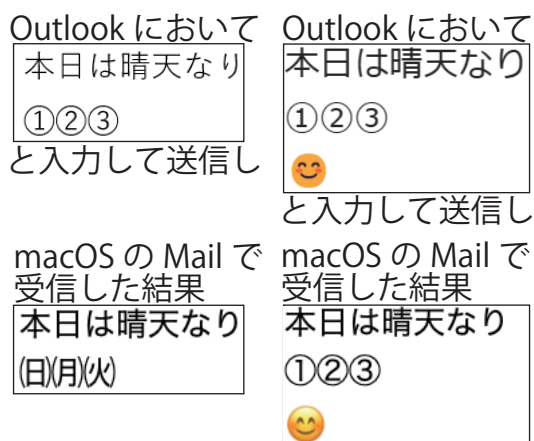 Outlook において
本日は晴天なり
①②③
と入力して送信し
macOS の Mail で
受信した結果
本日は晴天なり
㈰㈪㈫
Outlook において
本日は晴天なり
①②③
😊
と入力して送信し
macOS の Mail で
受信した結果
本日は晴天なり
①②③
😊